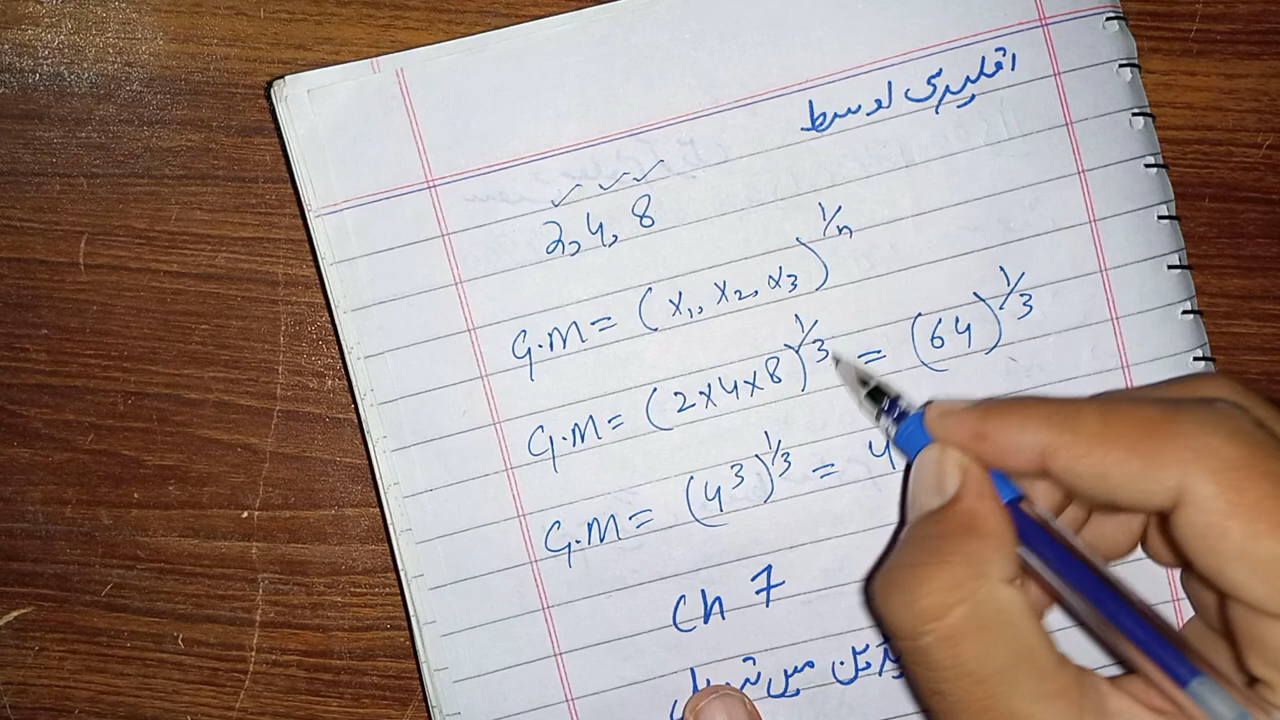 اقلیدسی اوسط
2, 4, 8
G.M = (x₁, x₂, x₃)^1/n
G.M = (2×4×8)^1/3 = (64)^1/3
G.M = (4³)^1/3 = 4
Ch 7
میں